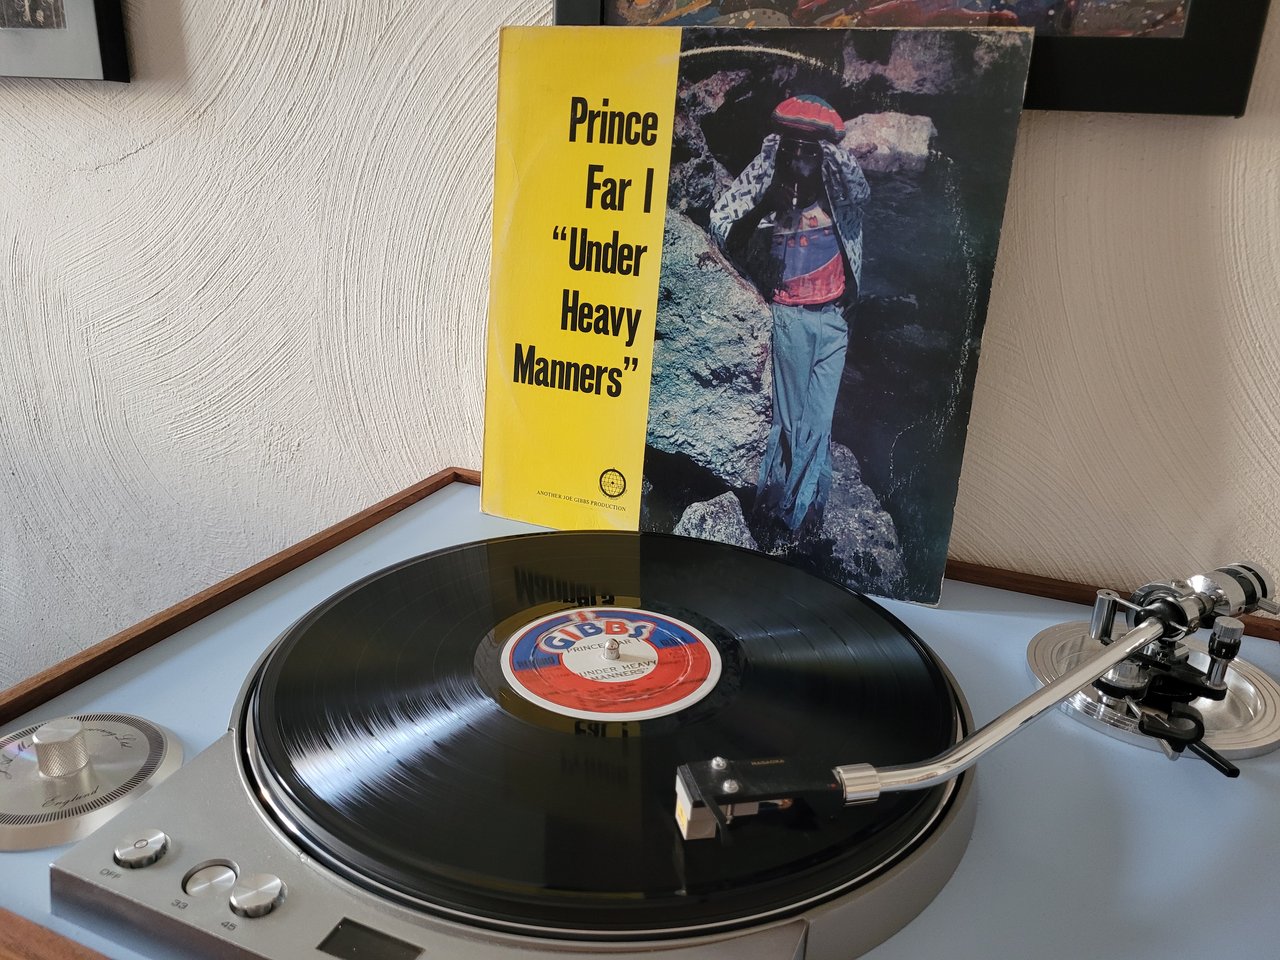 Prince
Far I
“Under
Heavy
Manners”
ANOTHER JOE GIBBS PRODUCTION
GIBBS
PRINCE FAR I
"UNDER HEAVY
MANNERS"
NAGAOKA
England
OFF
33
45